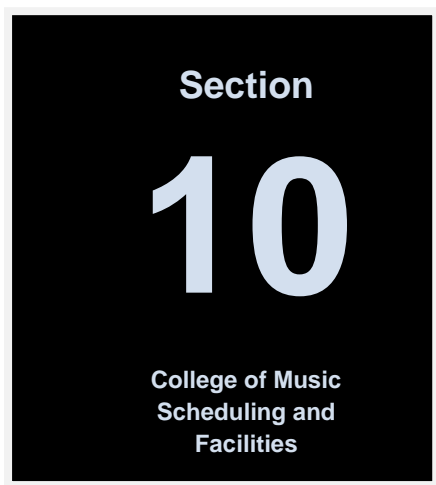 Section
10
College of Music
Scheduling and
Facilities